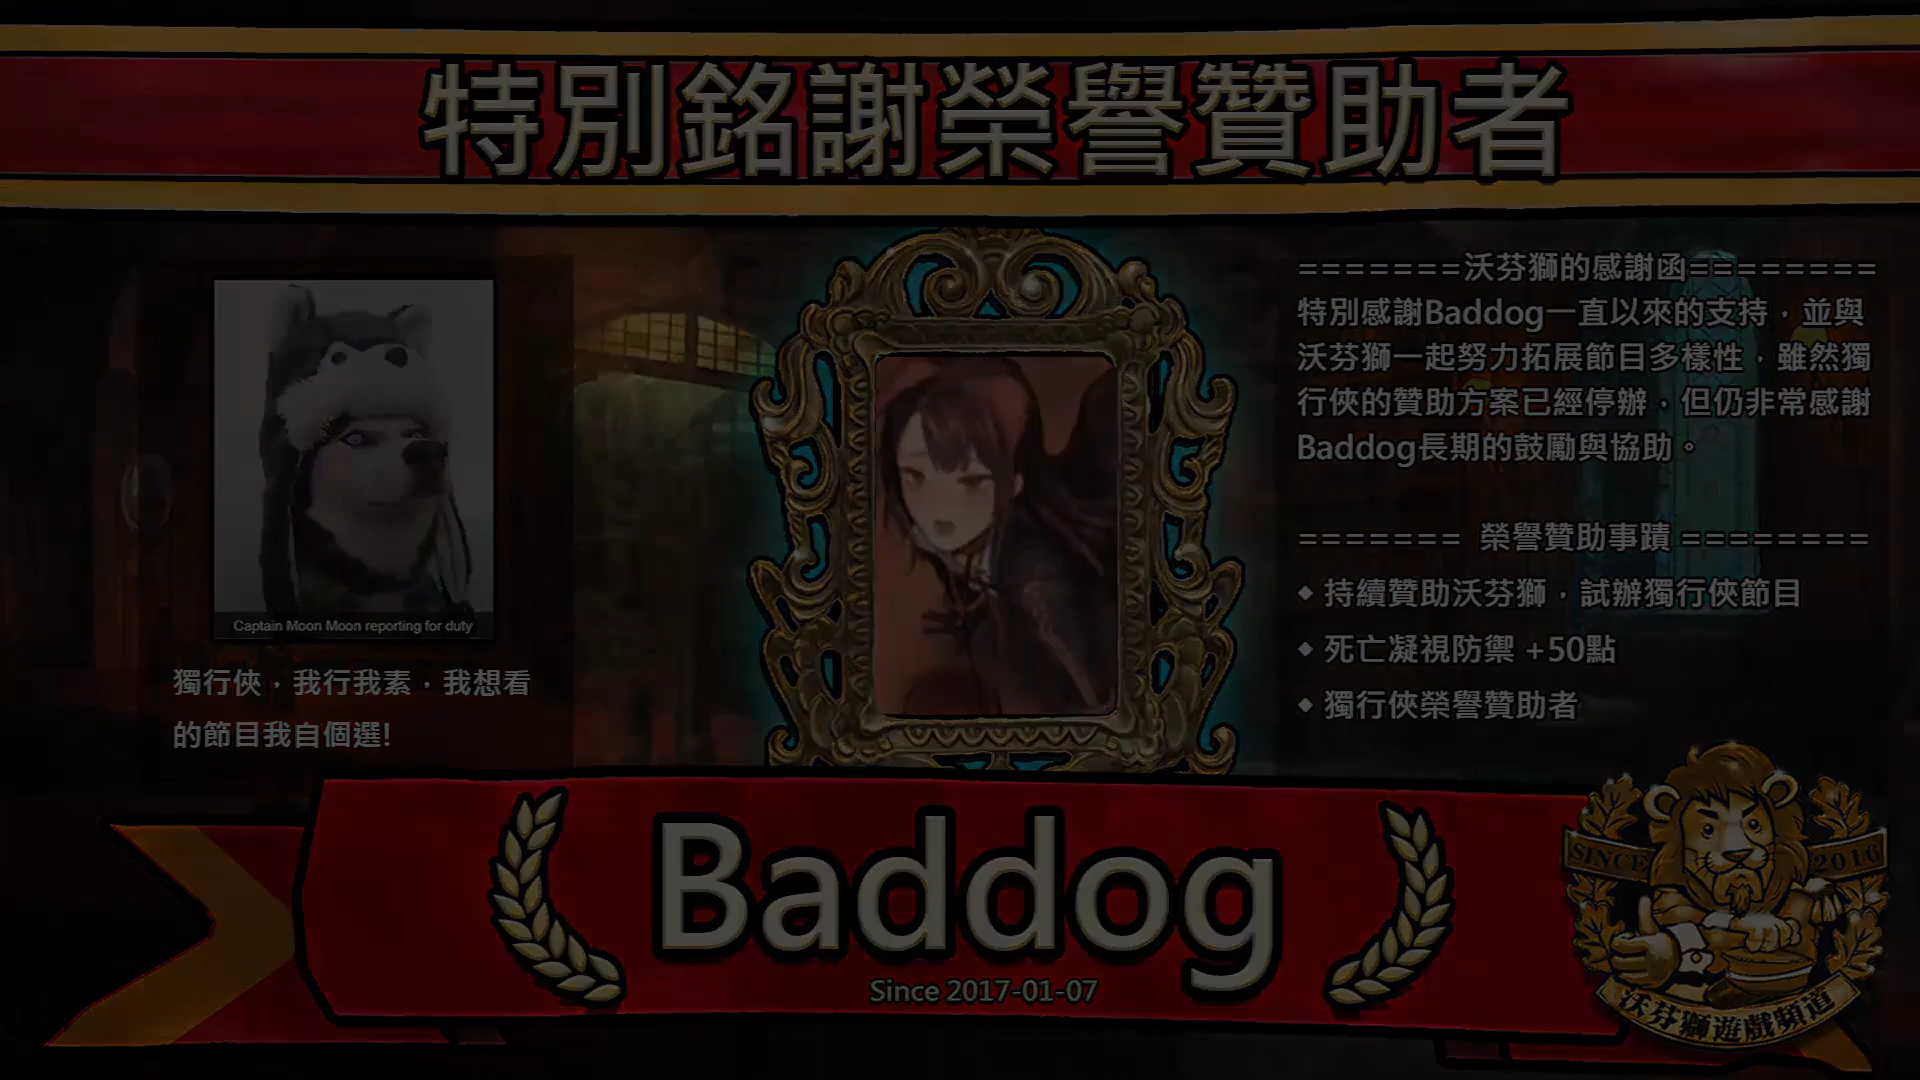 特別銘謝榮譽贊助者
Captain Moon Moon reporting for duty
獨行俠，我行我素，我想看
的節目我自個選!
=======沃芬獅的感謝函========
特別感謝Baddog一直以來的支持，並與
沃芬獅一起努力拓展節目多樣性，雖然獨
行俠的贊助方案已經停辦，但仍非常感謝
Baddog長期的鼓勵與協助。
======= 榮譽贊助事蹟 ========
◆ 持續贊助沃芬獅，試辦獨行俠節目
◆ 死亡凝視防禦 +50點
◆ 獨行俠榮譽贊助者
Baddog
Since 2017-01-07
SINCE 2016
沃芬獅遊戲頻道